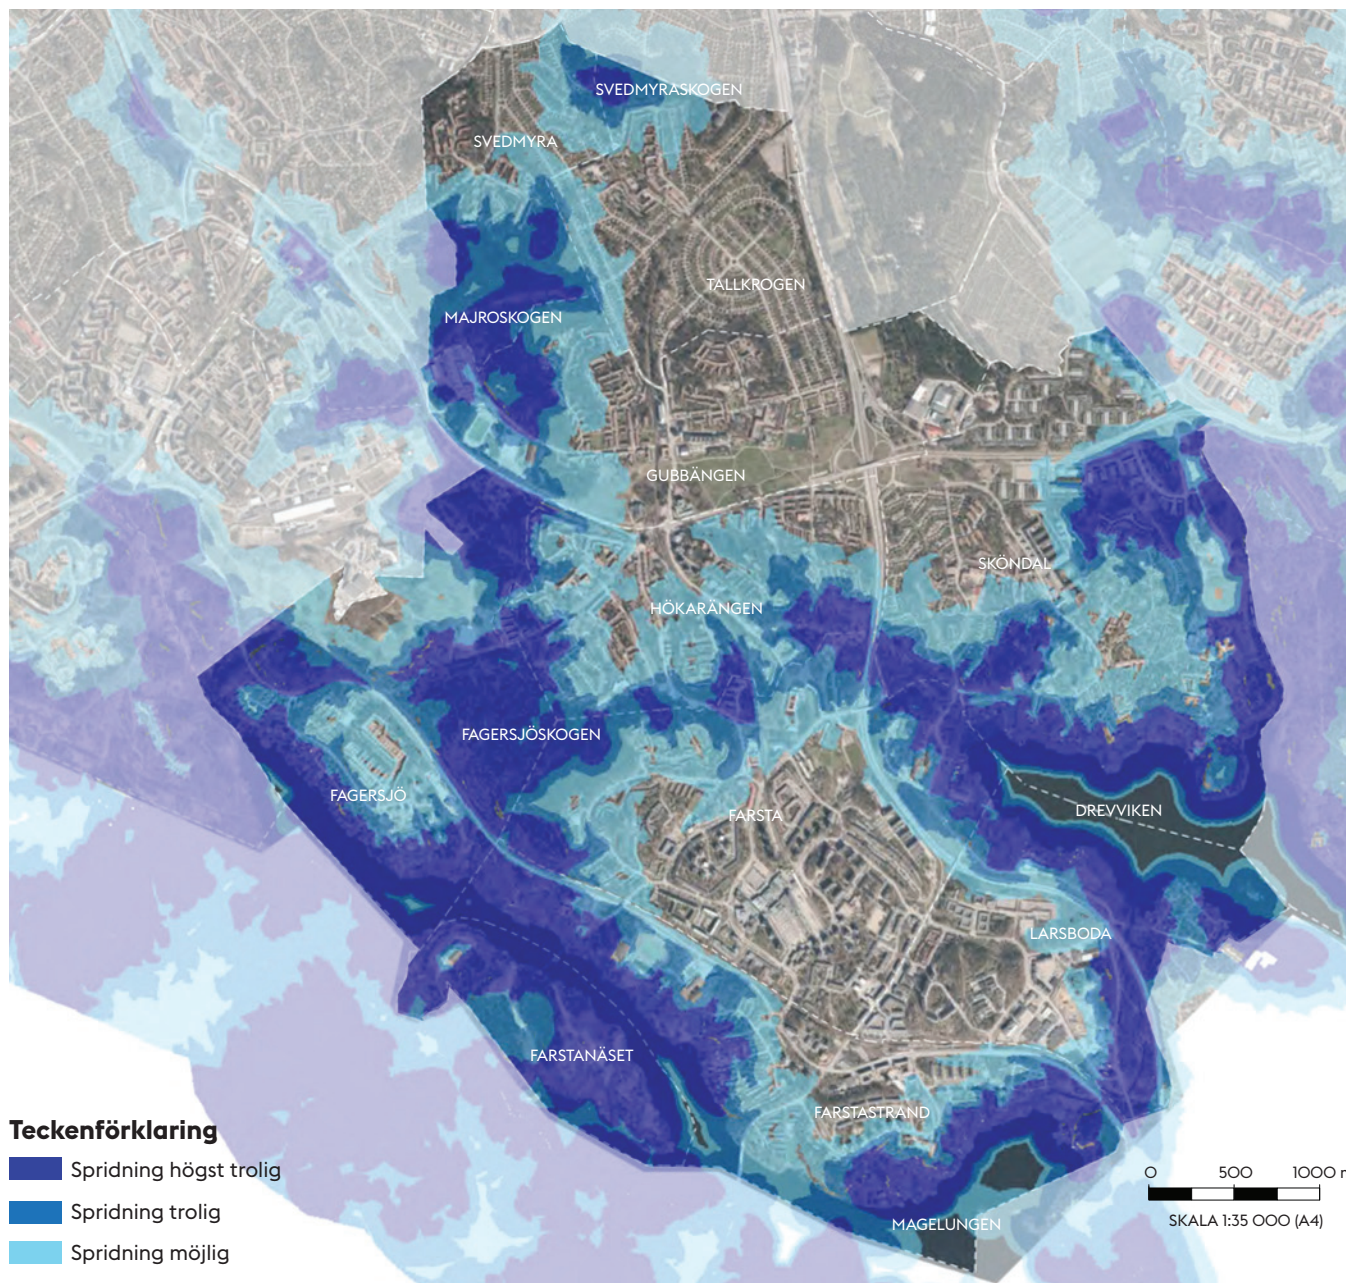 SVEDMYRASKOGEN
SVEDMYRA
TALLKROGEN
MAJROSKOGEN
GUBBÄNGEN
SKÖNDAL
HÖKARÄNGEN
FAGERSJÖSKOGEN
FAGERSJÖ
DREVVIKEN
FARSTA
LARSBODA
FARSTANÄSET
FARSTASTRAND
MAGELUNGEN
Teckenförklaring
Spridning högst trolig
Spridning trolig
Spridning möjlig
0 500 1000 m
SKALA 1:35 000 (A4)